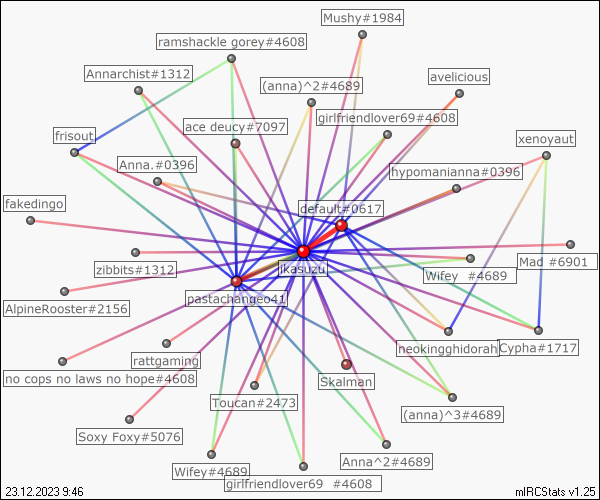 Mushy#1984
ramshackle gorey#4608
Annarchist#1312
(anna)^2#4689
avelicious
girlfriendlover69#4608
ace deucy#7097
frisout
xenoyaut
Anna.#0396
hypomanianna#0396
fakedingo
default#0617
ikasuzu
zibbits#1312
Wifey  #4689
Mad #6901
pastachangeo41
AlpineRooster#2156
neokingghidorah
Cypha#1717
rattgaming
no cops no laws no hope#4608
Skalman
Toucan#2473
(anna)^3#4689
Soxy Foxy#5076
Anna^2#4689
Wifey#4689
girlfriendlover69  #4608
23.12.2023 9:46
mIRCStats v1.25